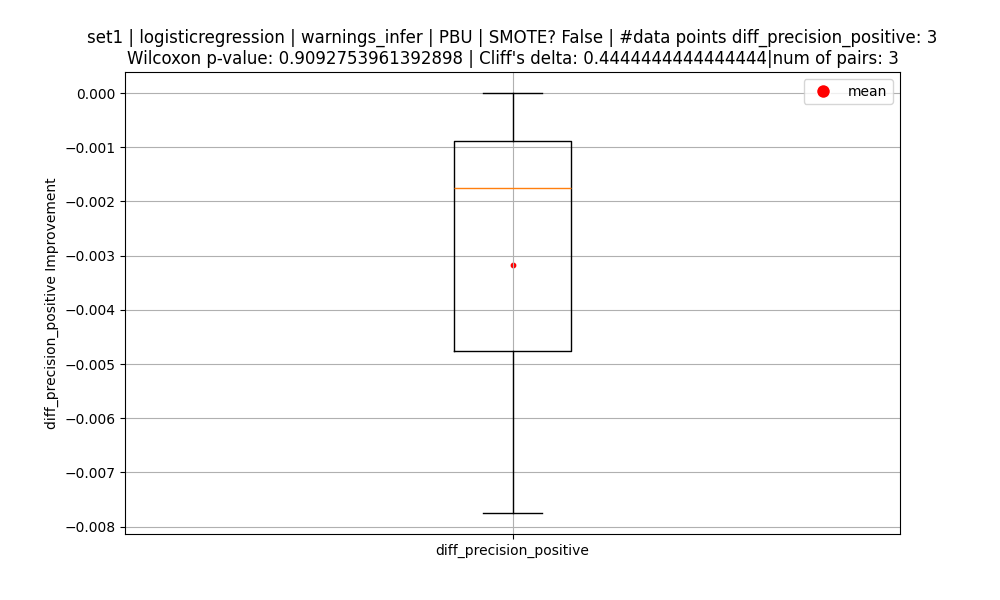 set1 | logisticregression | warnings_infer | PBU | SMOTE? False | #data points diff_precision_positive: 3
Wilcoxon p-value: 0.9092753961392898 | Cliff's delta: 0.4444444444444444|num of pairs: 3
mean
0.000
−0.001
−0.002
−0.003
−0.004
−0.005
−0.006
−0.007
−0.008
diff_precision_positive Improvement
diff_precision_positive